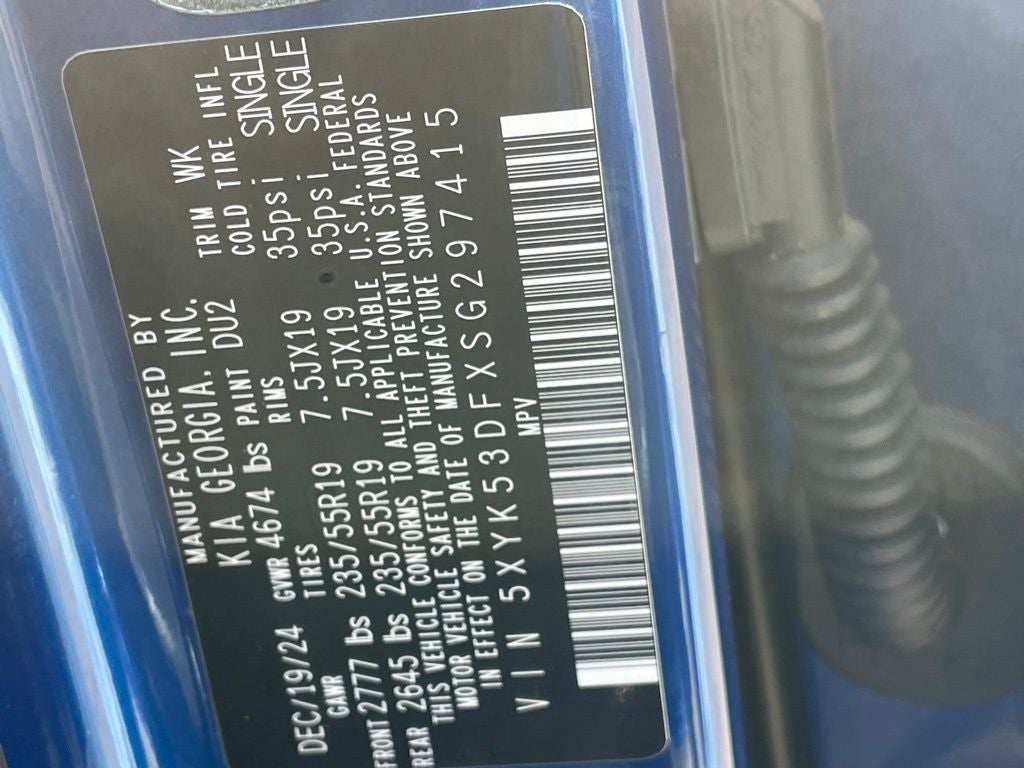 MANUFACTURED BY
KIA GEORGIA, INC.
DEC/19/24 GVWR 4674 lbs PAINT DU2 TRIM WK
GAWR TIRES RIMS COLD TIRE INFL
FRONT 2777 lbs 235/55R19 7.5JX19 35psi SINGLE
REAR 2645 lbs 235/55R19 7.5JX19 35psi SINGLE
THIS VEHICLE CONFORMS TO ALL APPLICABLE U.S.A. FEDERAL
MOTOR VEHICLE SAFETY AND THEFT PREVENTION STANDARDS
IN EFFECT ON THE DATE OF MANUFACTURE SHOWN ABOVE
VIN 5XYK53DFXSG297415
MPV